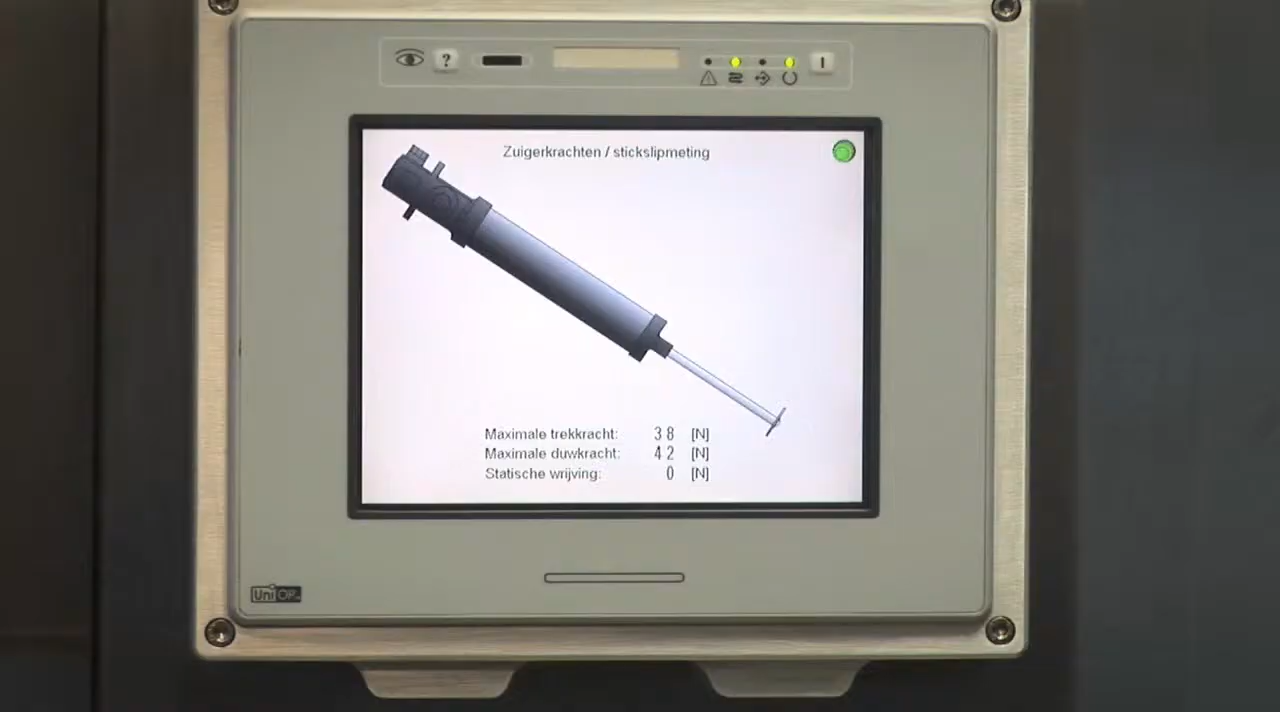 ?
I
Zuigerkrachten / stickslipmeting
Maximale trekkracht: 38 [N]
Maximale duwkracht: 42 [N]
Statische wrijving: 0 [N]
UniOP